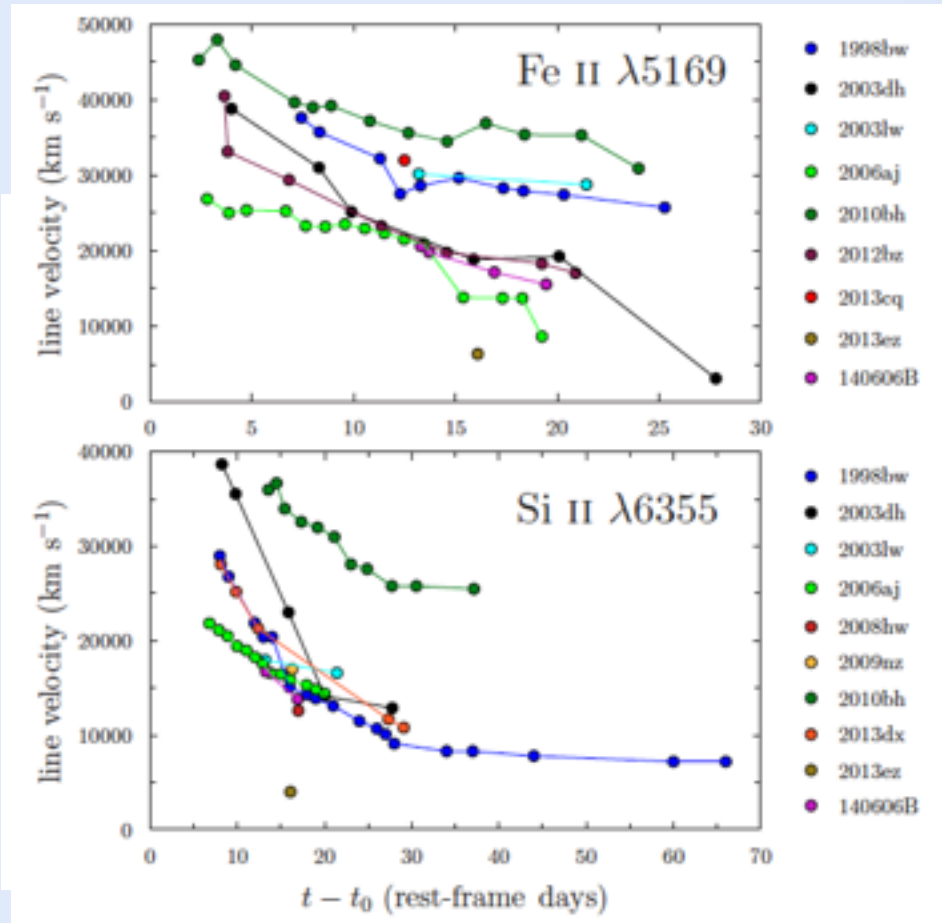 50000
40000
30000
20000
10000
0
line velocity (km s⁻¹)
Fe II λ5169
0 5 10 15 20 25 30
1998bw
2003dh
2003lw
2006aj
2010bh
2012bz
2013cq
2013ez
140606B
40000
30000
20000
10000
0
line velocity (km s⁻¹)
Si II λ6355
0 10 20 30 40 50 60 70
t − t₀ (rest-frame days)
1998bw
2003dh
2003lw
2006aj
2008hw
2009nz
2010bh
2013dx
2013ez
140606B